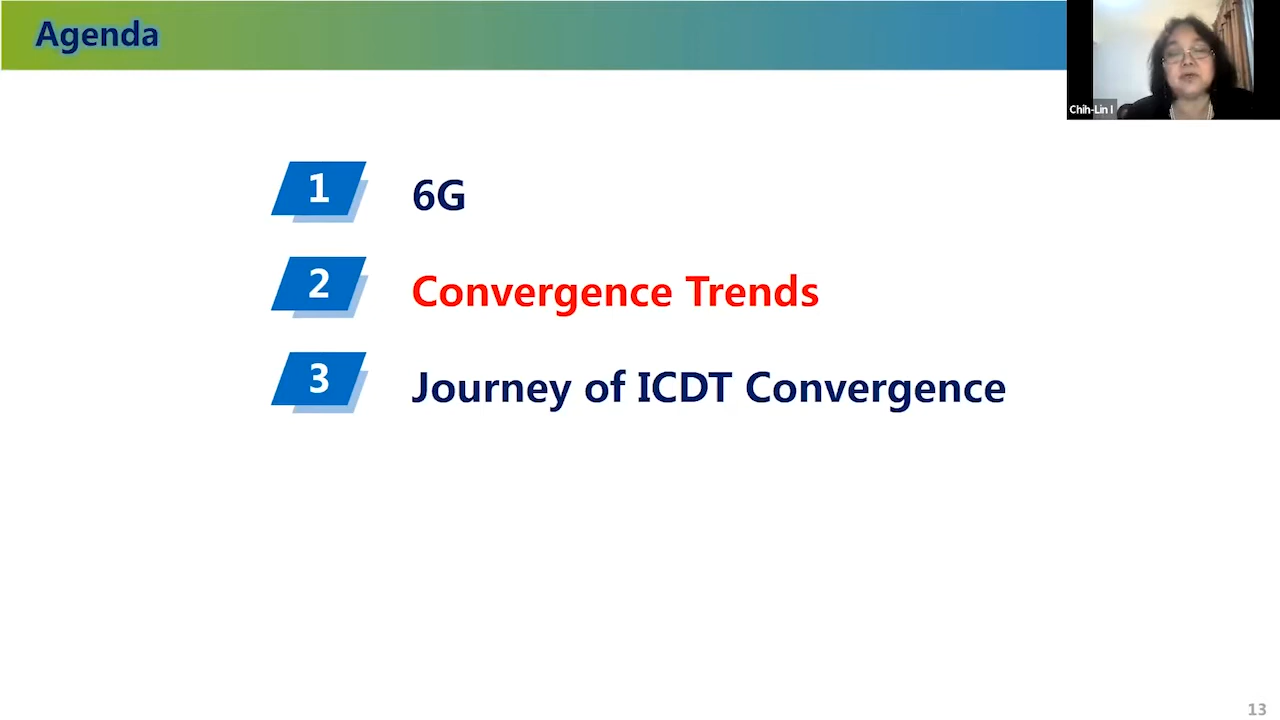 Agenda
Chih-Lin I
1
6G
2
Convergence Trends
3
Journey of ICDT Convergence
13